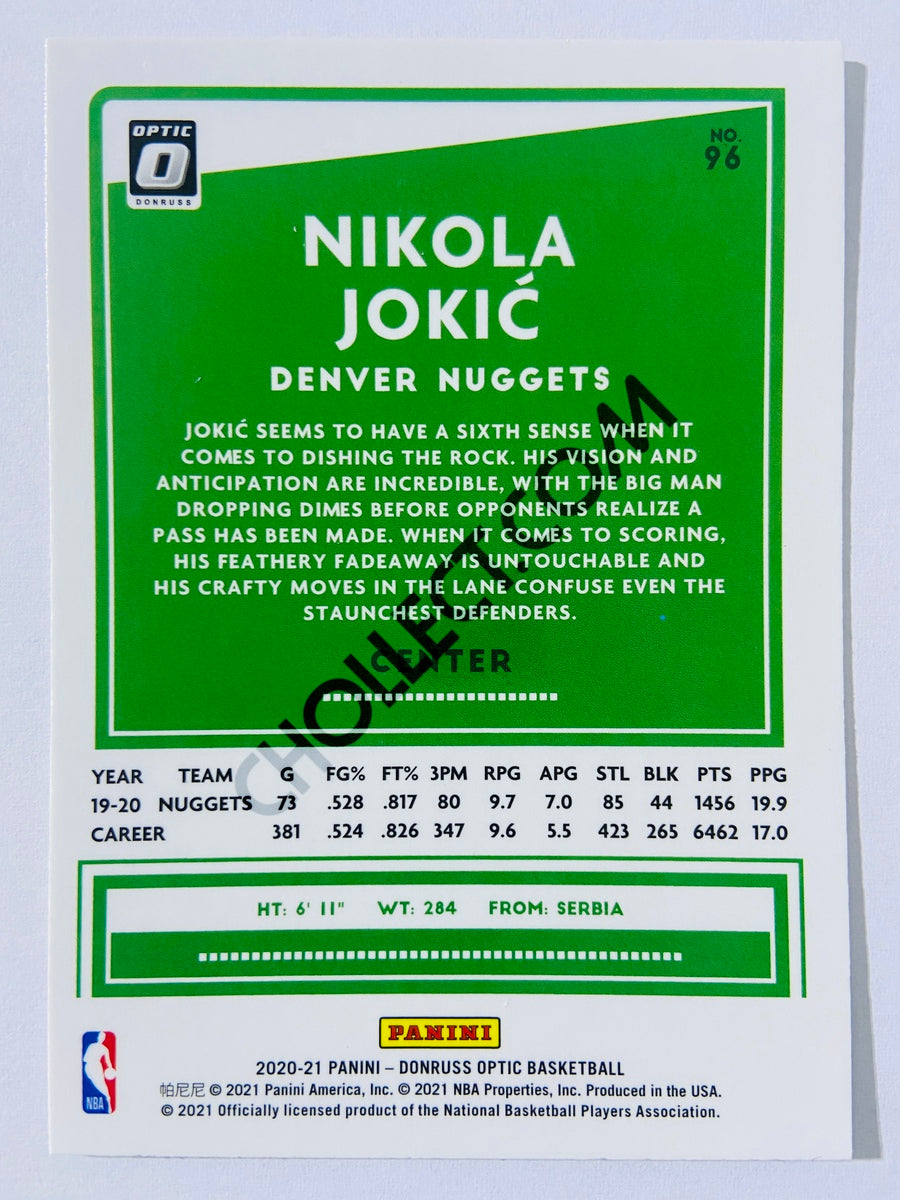 OPTIC
O
DONRUSS
NO.
96
NIKOLA
JOKIĆ
DENVER NUGGETS
JOKIĆ SEEMS TO HAVE A SIXTH SENSE WHEN IT
COMES TO DISHING THE ROCK. HIS VISION AND
ANTICIPATION ARE INCREDIBLE, WITH THE BIG MAN
DROPPING DIMES BEFORE OPPONENTS REALIZE A
PASS HAS BEEN MADE. WHEN IT COMES TO SCORING,
HIS FEATHERY FADEAWAY IS UNTOUCHABLE AND
HIS CRAFTY MOVES IN THE LANE CONFUSE EVEN THE
STAUNCHEST DEFENDERS.
CENTER
CHOLLECT.COM
YEAR TEAM G FG% FT% 3PM RPG APG STL BLK PTS PPG
19-20 NUGGETS 73 .528 .817 80 9.7 7.0 85 44 1456 19.9
CAREER 381 .524 .826 347 9.6 5.5 423 265 6462 17.0
HT: 6' 11" WT: 284 FROM: SERBIA
PANINI
2020-21 PANINI – DONRUSS OPTIC BASKETBALL
帕尼尼 © 2021 Panini America, Inc. © 2021 NBA Properties, Inc. Produced in the USA.
© 2021 Officially licensed product of the National Basketball Players Association.
NBA